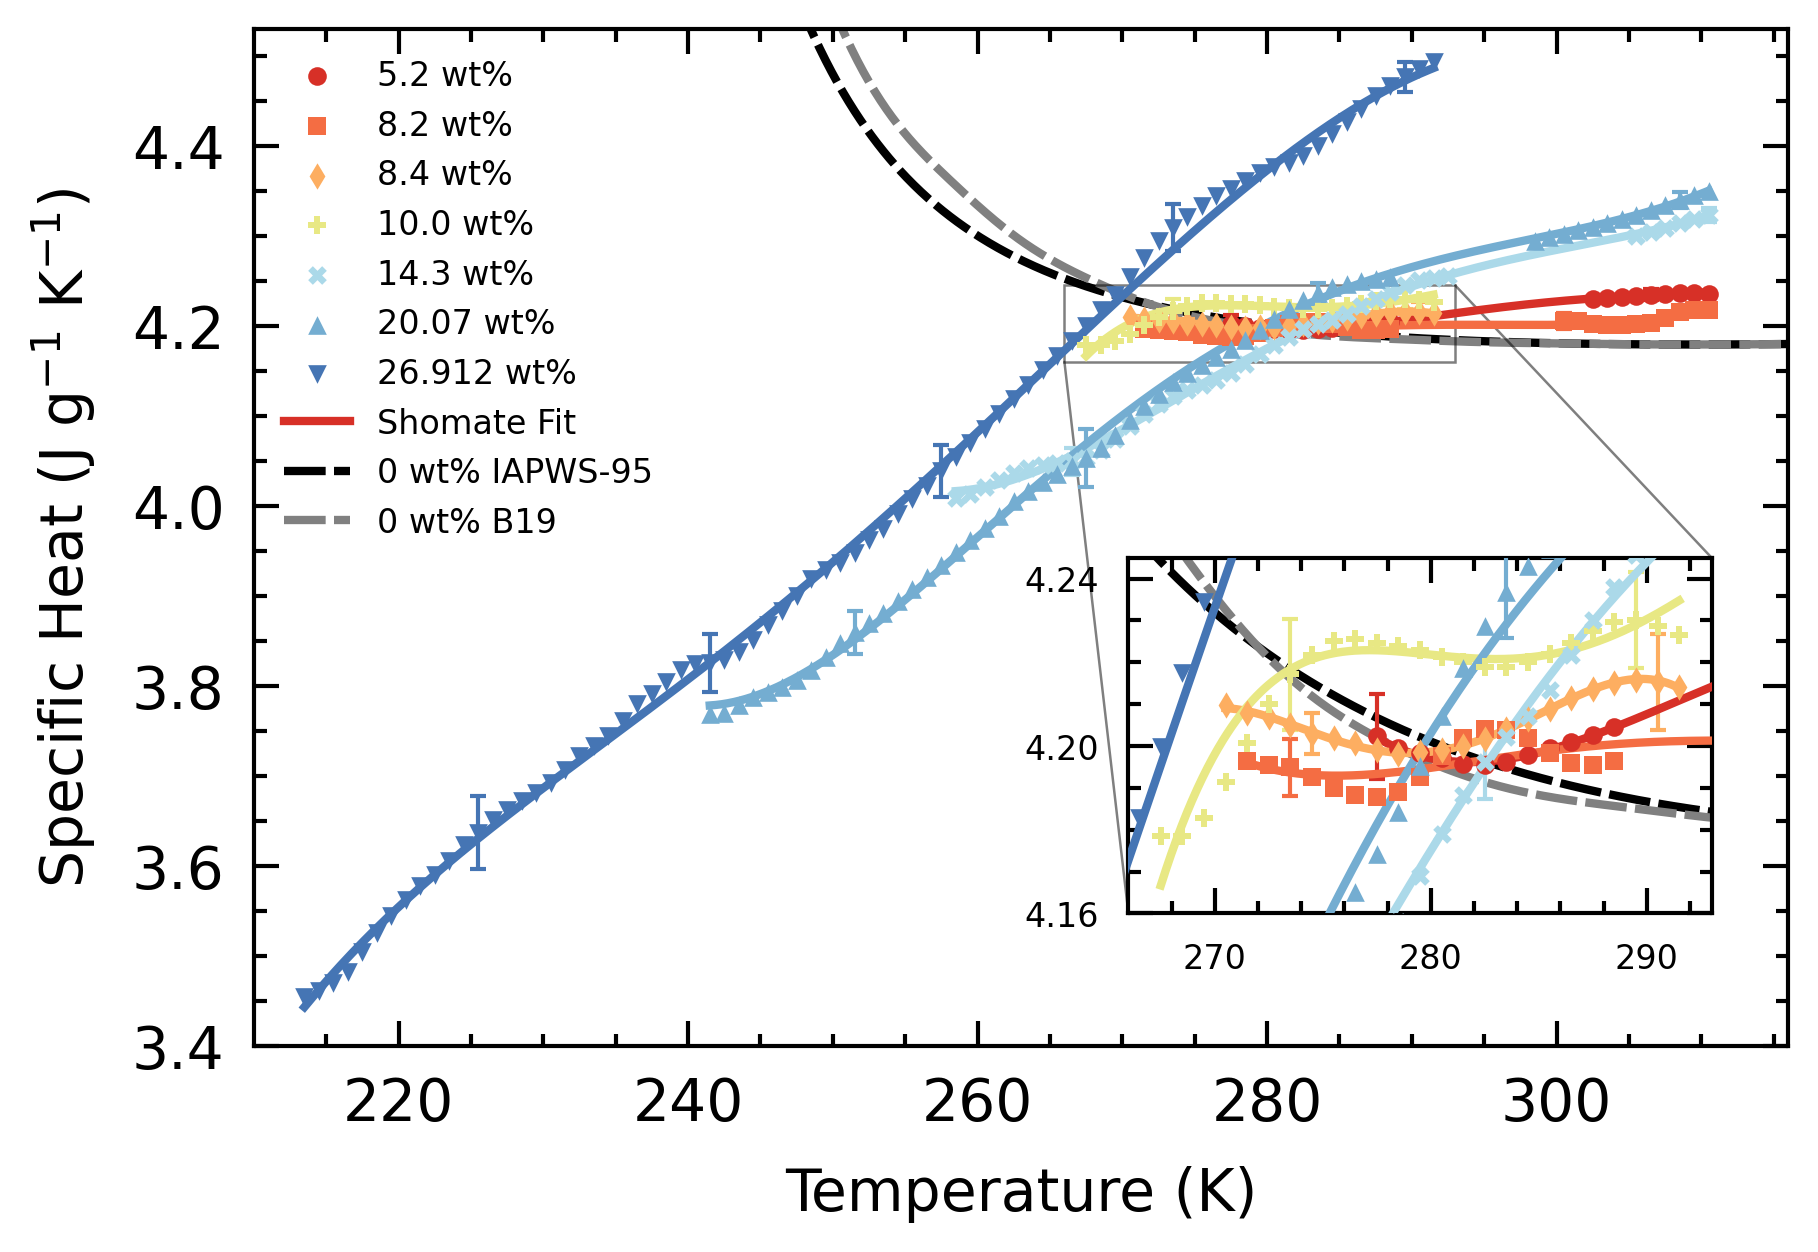 5.2 wt%
8.2 wt%
8.4 wt%
10.0 wt%
14.3 wt%
20.07 wt%
26.912 wt%
Shomate Fit
0 wt% IAPWS-95
0 wt% B19
Specific Heat (J g⁻¹ K⁻¹)
4.4
4.2
4.0
3.8
3.6
3.4
220
240
260
280
300
Temperature (K)
4.24
4.20
4.16
270
280
290